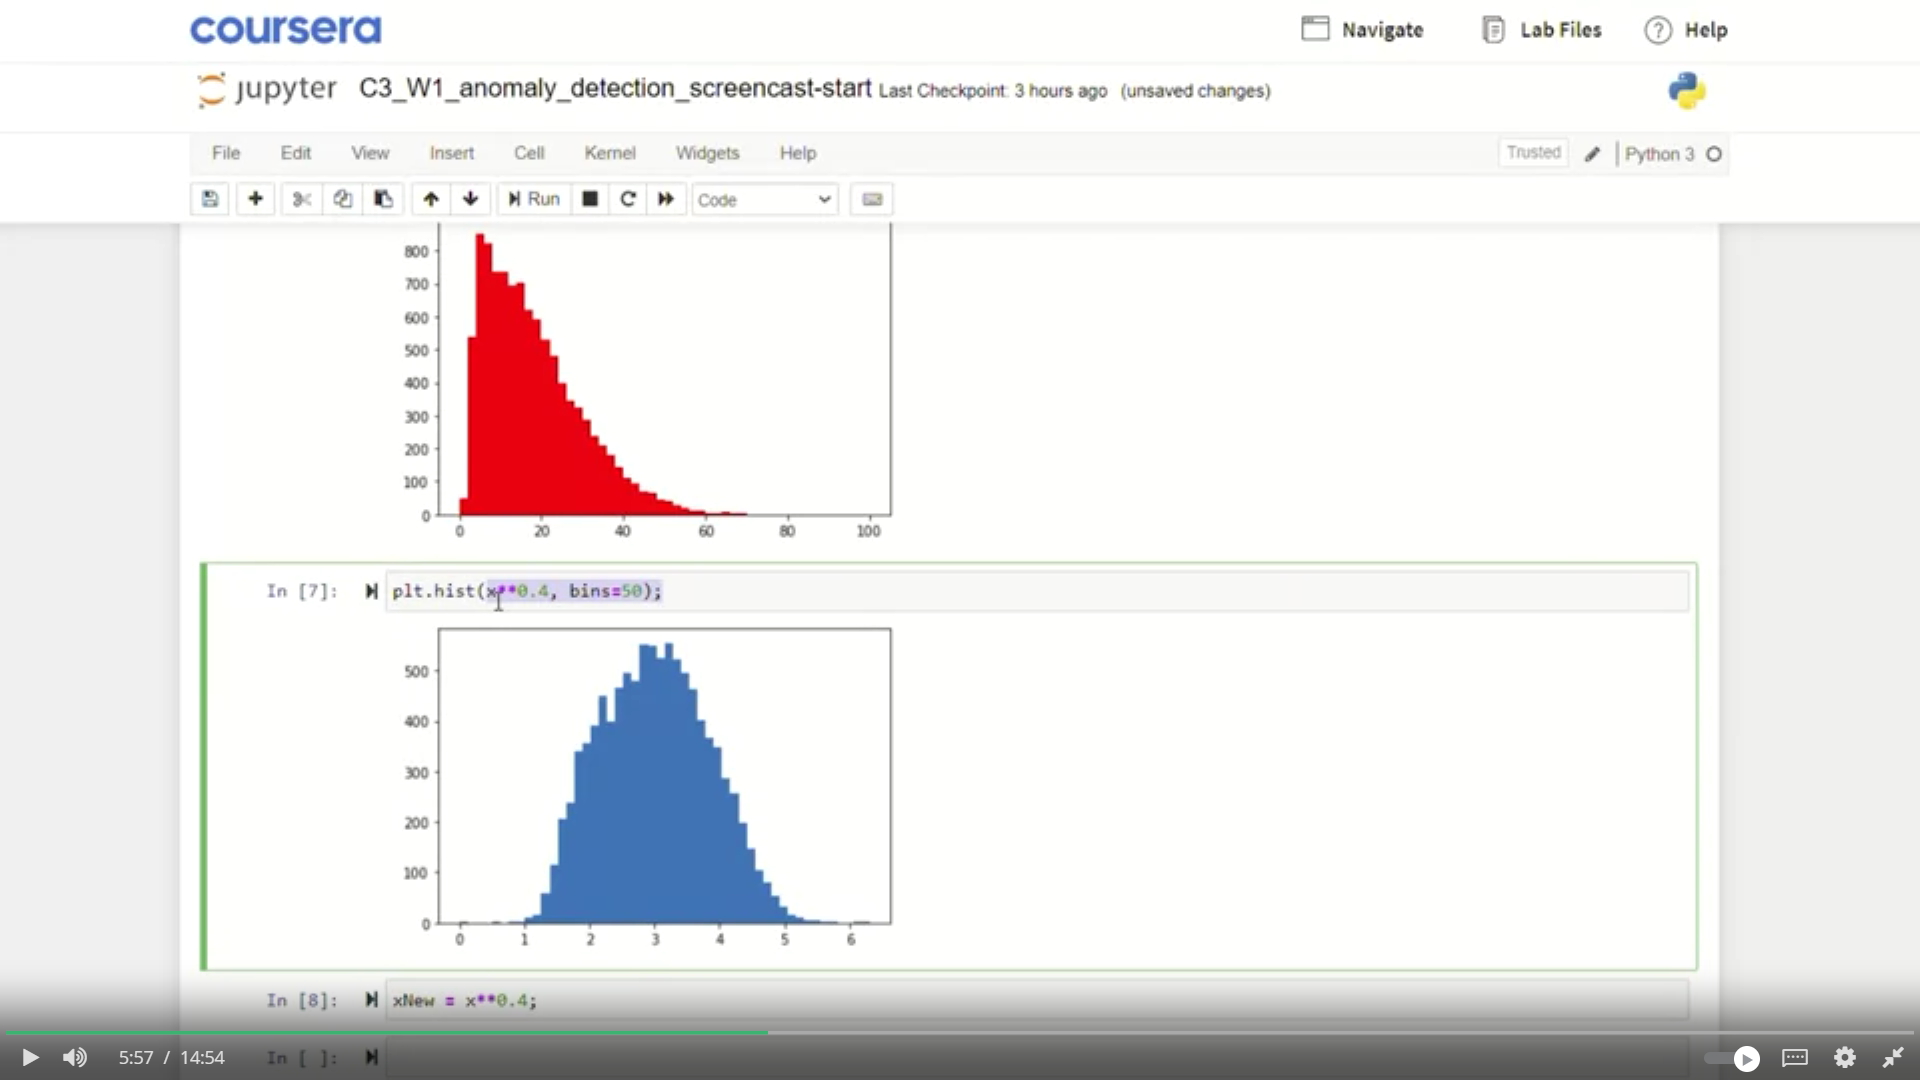 coursera
Navigate
Lab Files
Help
jupyter C3_W1_anomaly_detection_screencast-start Last Checkpoint: 3 hours ago (unsaved changes)
File Edit View Insert Cell Kernel Widgets Help
Trusted
Python 3
Run
Code
800
700
600
500
400
300
200
100
0
0 20 40 60 80 100
In [7]: plt.hist(x**0.4, bins=50);
500
400
300
200
100
0
0 1 2 3 4 5 6
In [8]: xNew = x**0.4;
5:57 / 14:54
In [ ]: